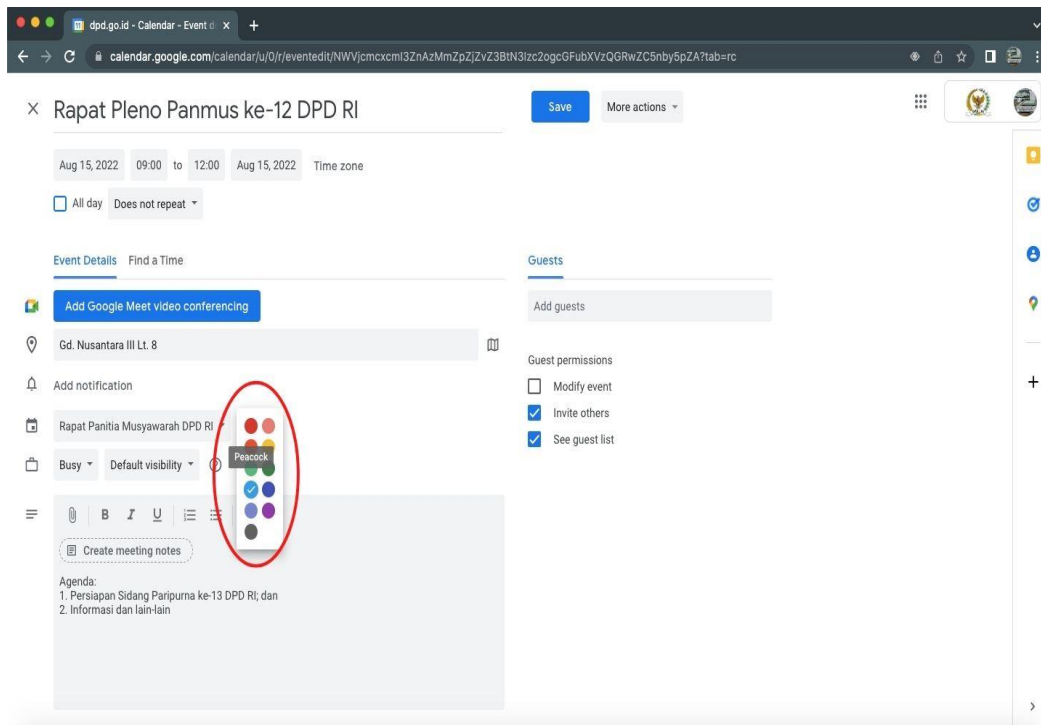 dpd.go.id - Calendar - Event d
calendar.google.com/calendar/u/0/r/eventedit/NWVjcmcxcmI3ZnAzMmZpZjZvZ3BtN3Izc2ogcGFubXVzQGRwZC5nby5pZA?tab=rc
Rapat Pleno Panmus ke-12 DPD RI
Save
More actions
Aug 15, 2022 09:00 to 12:00 Aug 15, 2022 Time zone
All day Does not repeat
Event Details Find a Time
Guests
Add Google Meet video conferencing
Add guests
Gd. Nusantara III Lt. 8
Guest permissions
Add notification
Modify event
Invite others
Rapat Panitia Musyawarah DPD RI
See guest list
Peacock
Busy Default visibility
B I U
Create meeting notes
Agenda:
1. Persiapan Sidang Paripurna ke-13 DPD RI; dan
2. Informasi dan lain-lain